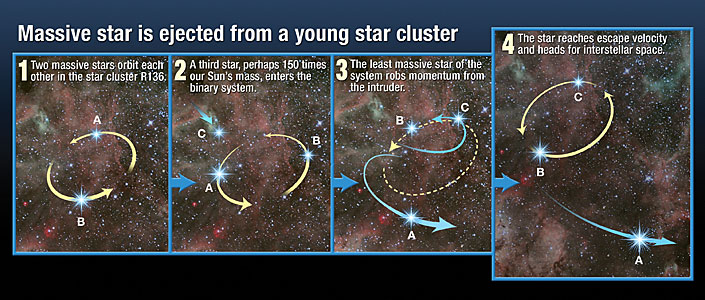 Massive star is ejected from a young star cluster
1 Two massive stars orbit each
other in the star cluster R136.
A
B
2 A third star, perhaps 150 times
our Sun's mass, enters the
binary system.
C
B
A
3 The least massive star of the
system robs momentum from
the intruder.
B
C
A
4 The star reaches escape velocity
and heads for interstellar space.
C
B
A